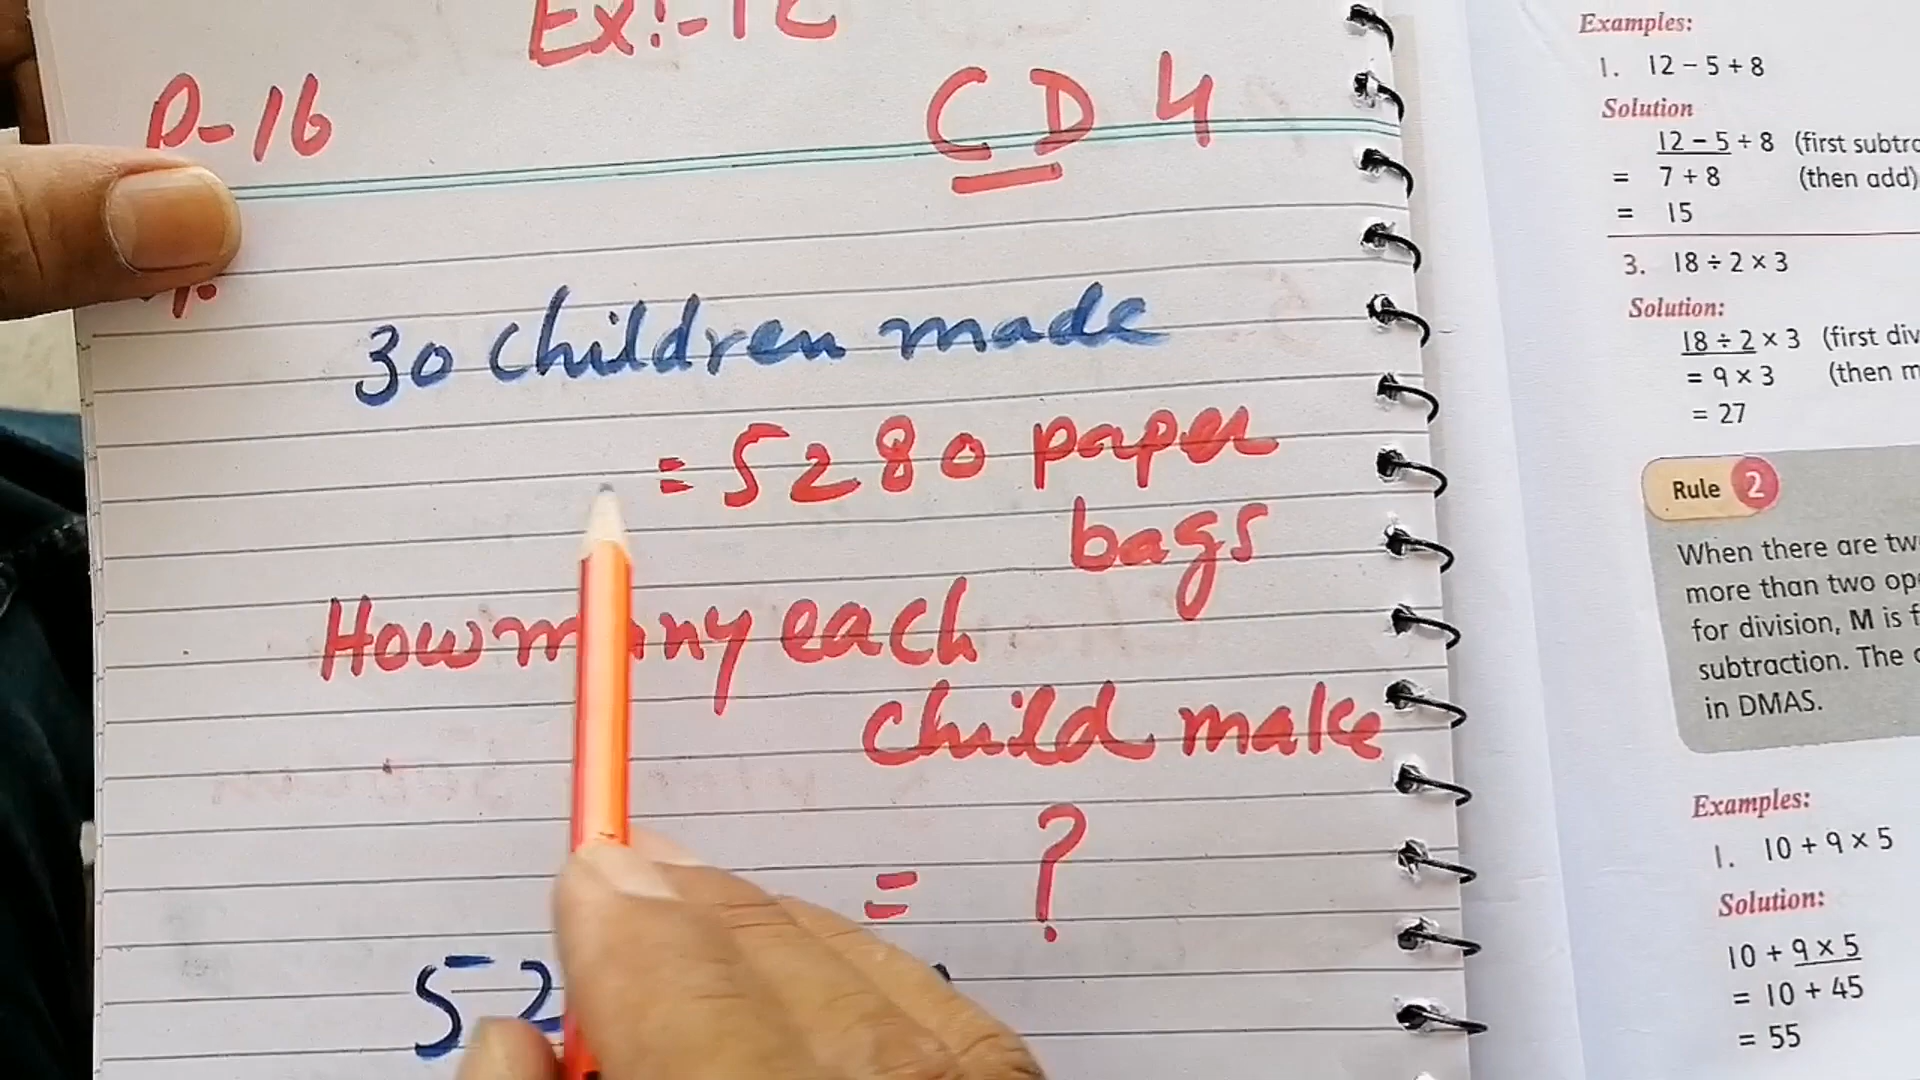 Ex:-1C
P-16
CD 4
30 children made
= 5280 paper
bags
How many each
child make
= ?
52
Examples:
1. 12 – 5 + 8
Solution
12 – 5 + 8 (first subtra
= 7 + 8 (then add)
= 15
3. 18 ÷ 2 × 3
Solution:
18 ÷ 2 × 3 (first div
= 9 × 3 (then m
= 27
Rule 2
When there are tw
more than two op
for division, M is f
subtraction. The
in DMAS.
Examples:
1. 10 + 9 × 5
Solution:
10 + 9 × 5
= 10 + 45
= 55